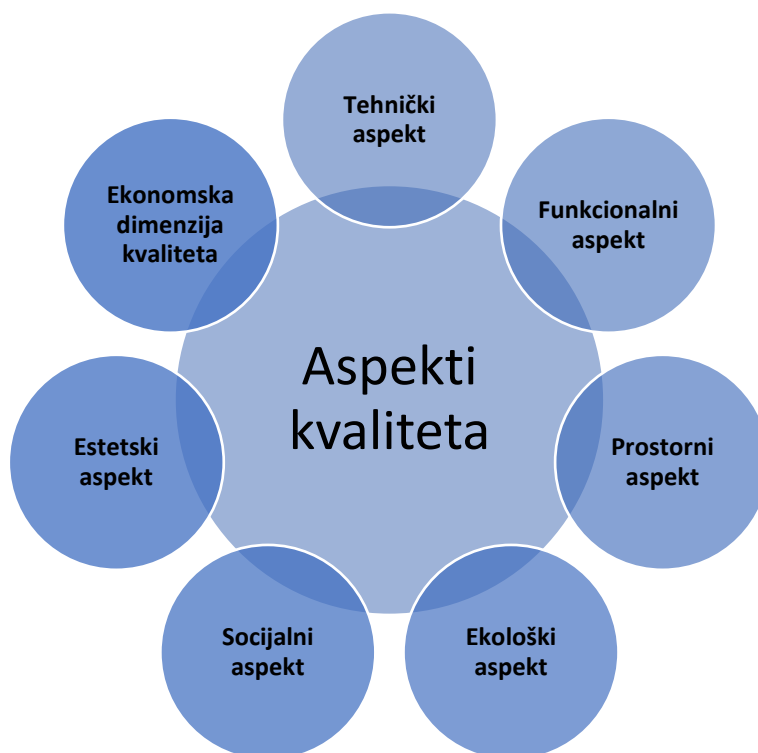 Tehnički
aspekt
Funkcionalni
aspekt
Prostorni
aspekt
Ekološki
aspekt
Socijalni
aspekt
Estetski
aspekt
Ekonomska
dimenzija
kvaliteta
Aspekti
kvaliteta